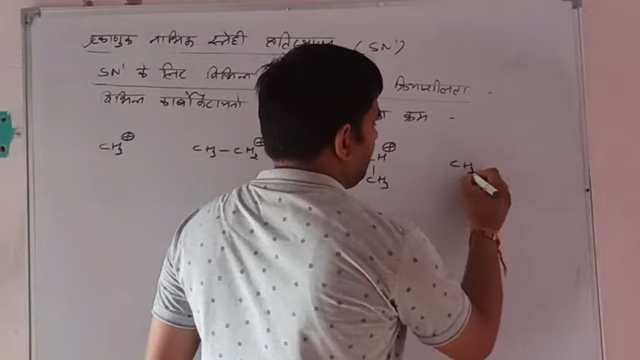 एकाणुक नाभिक स्नेही प्रतिस्थापन (SN¹)
SN¹ के लिए विभिन्न क्रियाशीलता
विभिन्न कार्बोकेटायनो का क्रम -
CH₃⊕ CH₃-CH₂⊕ CH⊕ CH₃
CH₃